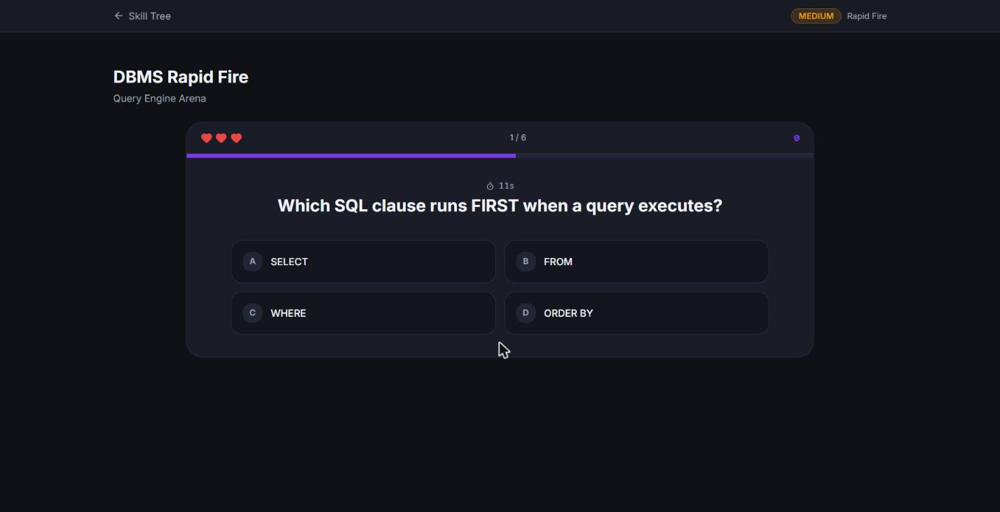 ← Skill Tree
MEDIUM Rapid Fire
DBMS Rapid Fire
Query Engine Arena
1 / 6
0
11s
Which SQL clause runs FIRST when a query executes?
A SELECT
B FROM
C WHERE
D ORDER BY